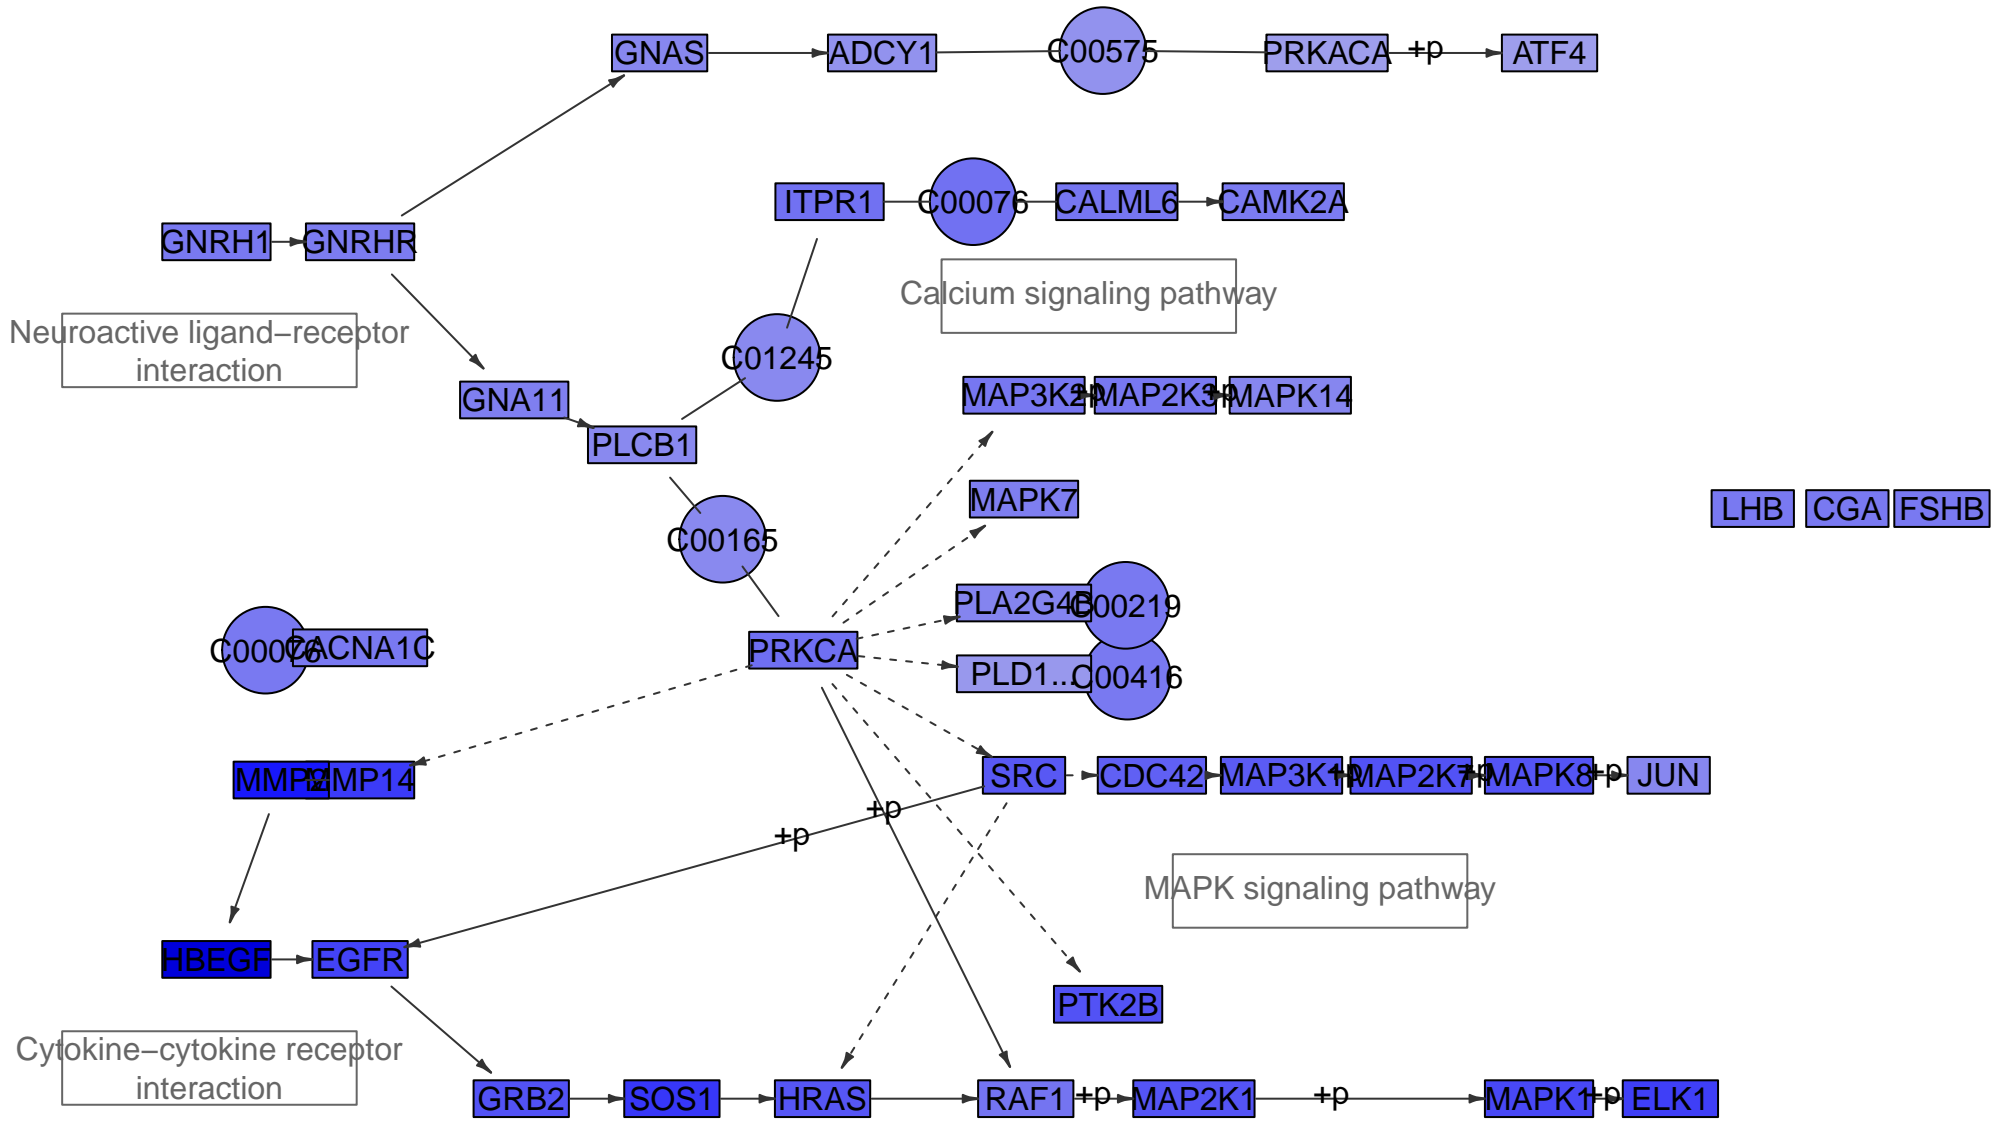 GNAS
ADCY1
C00575
PRKACA
+p
ATF4
ITPR1
C00076
CALML6
CAMK2A
GNRH1
GNRHR
Calcium signaling pathway
Neuroactive ligand–receptor
interaction
C01245
GNA11
MAP3K2
+p
MAP2K3
+p
MAPK14
PLCB1
MAPK7
LHB
CGA
FSHB
C00165
PLA2G4B
C00219
C00076
CACNA1C
PRKCA
PLD1...
C00416
MMP2
MMP14
SRC
CDC42
MAP3K1
+p
MAP2K7
+p
MAPK8
+p
JUN
+p
+p
MAPK signaling pathway
HBEGF
EGFR
PTK2B
Cytokine–cytokine receptor
interaction
GRB2
SOS1
HRAS
RAF1
+p
MAP2K1
+p
MAPK1
+p
ELK1